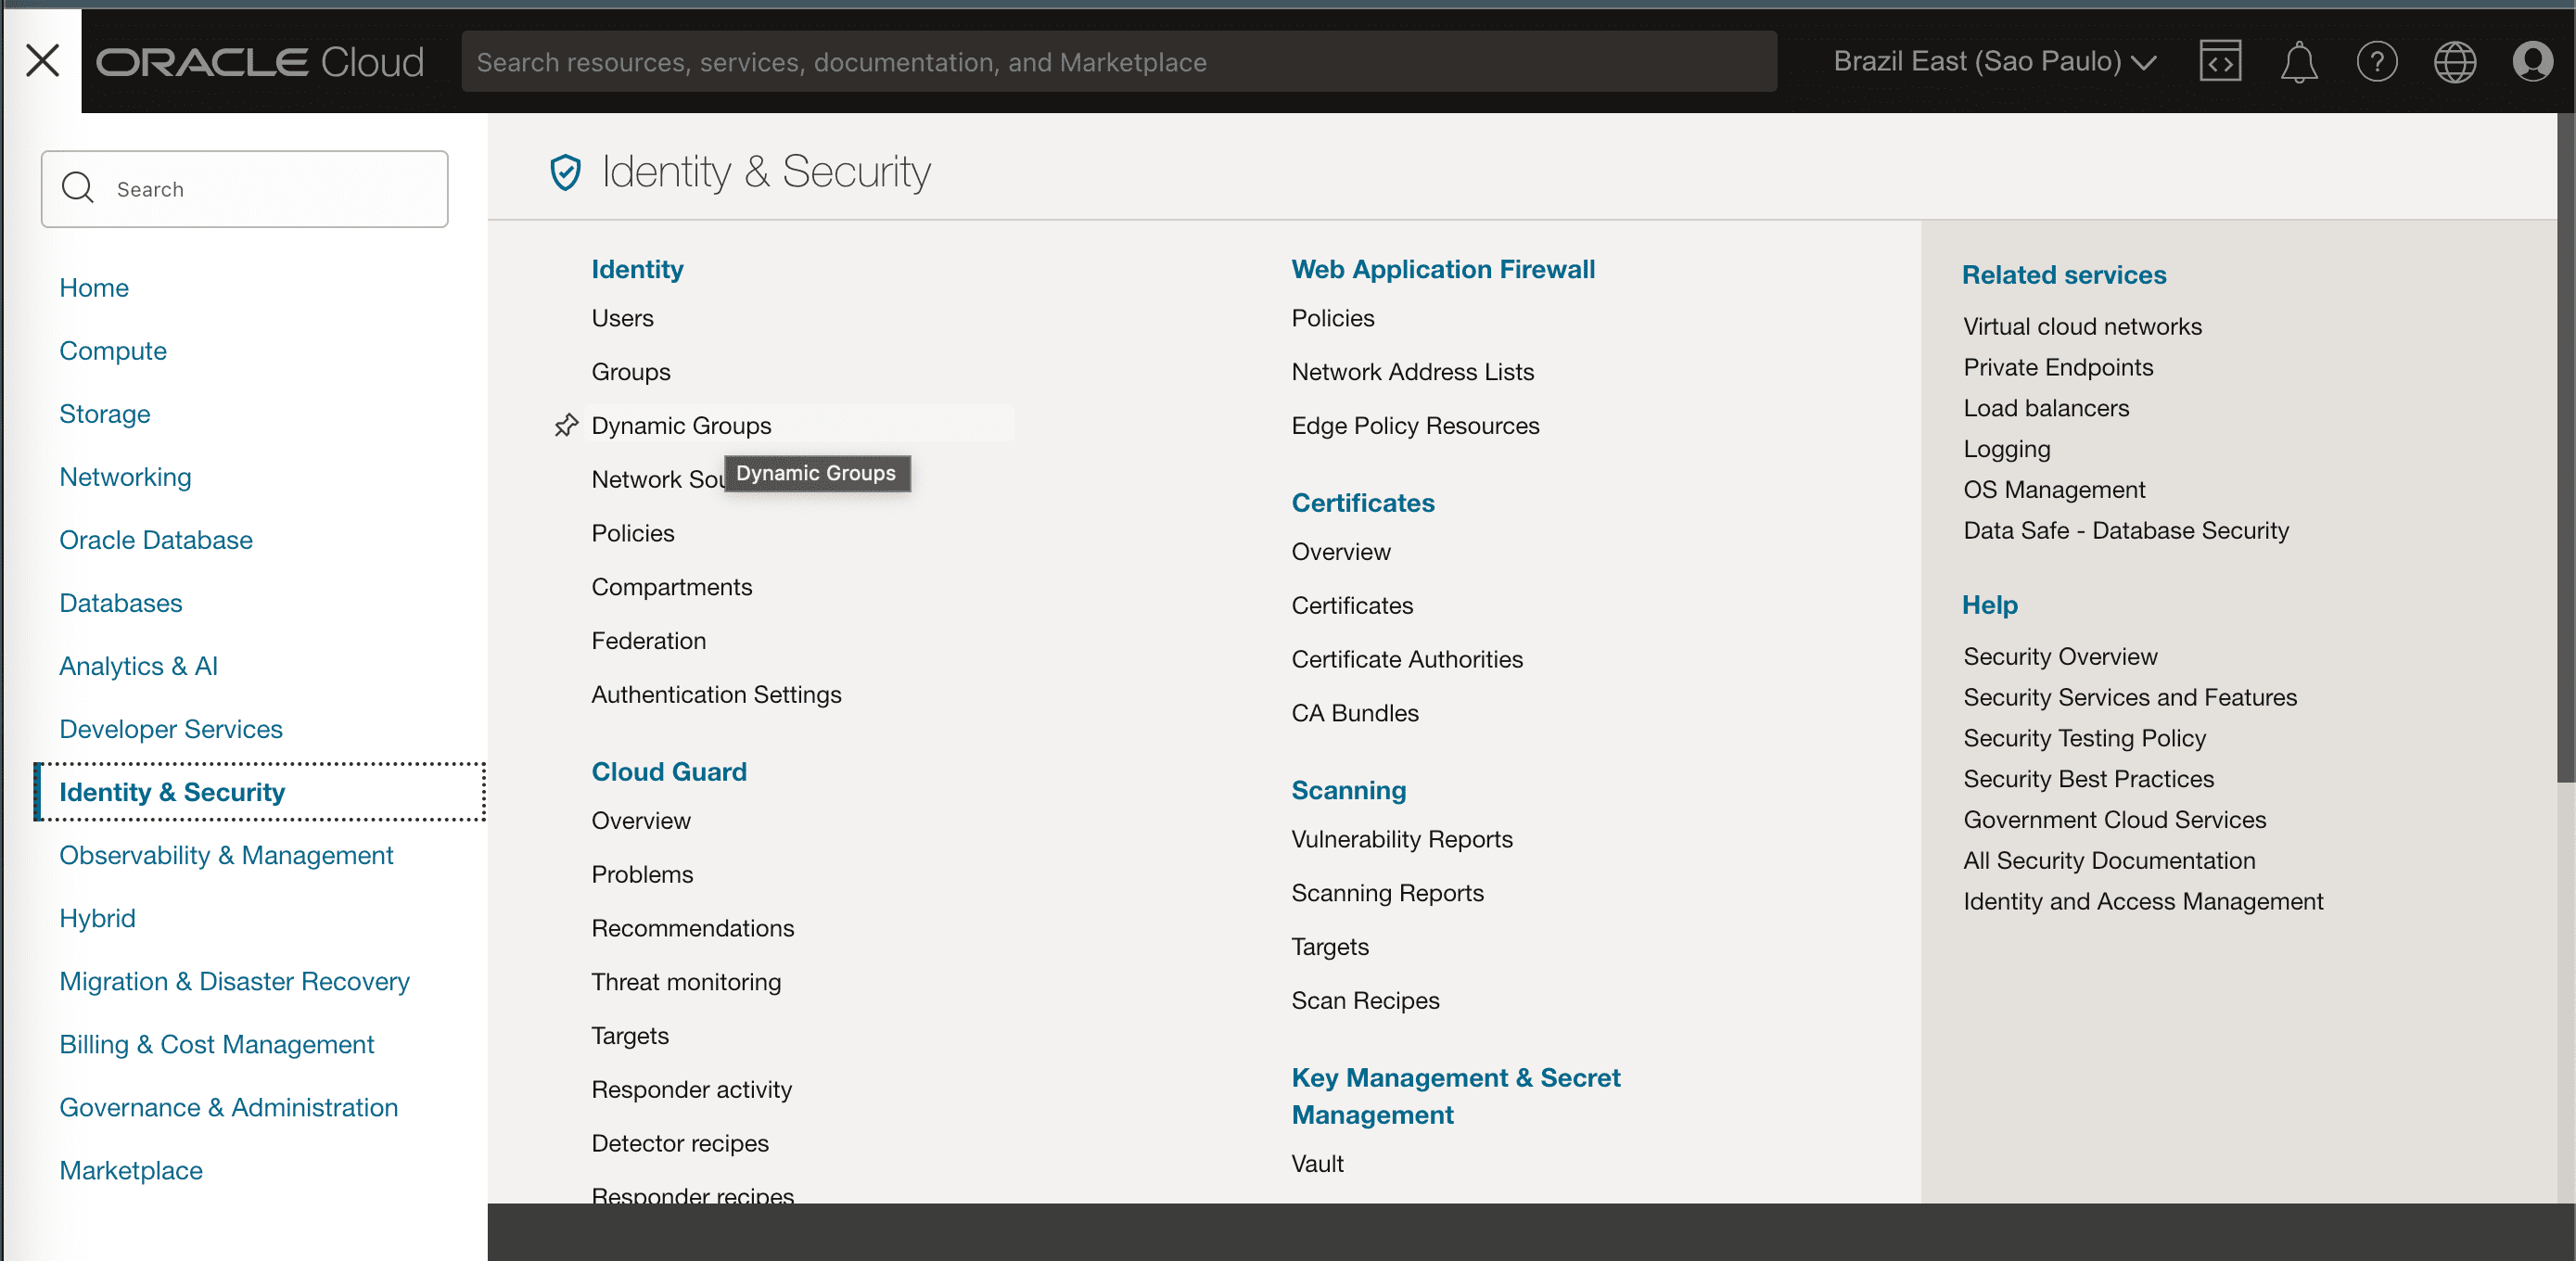 ORACLE Cloud
Search resources, services, documentation, and Marketplace
Brazil East (Sao Paulo)
Search
Home
Compute
Storage
Networking
Oracle Database
Databases
Analytics & AI
Developer Services
Identity & Security
Observability & Management
Hybrid
Migration & Disaster Recovery
Billing & Cost Management
Governance & Administration
Marketplace
Identity & Security
Identity
Users
Groups
Dynamic Groups
Network Sou
Dynamic Groups
Policies
Compartments
Federation
Authentication Settings
Cloud Guard
Overview
Problems
Recommendations
Threat monitoring
Targets
Responder activity
Detector recipes
Responder recipes
Web Application Firewall
Policies
Network Address Lists
Edge Policy Resources
Certificates
Overview
Certificates
Certificate Authorities
CA Bundles
Scanning
Vulnerability Reports
Scanning Reports
Targets
Scan Recipes
Key Management & Secret
Management
Vault
Related services
Virtual cloud networks
Private Endpoints
Load balancers
Logging
OS Management
Data Safe - Database Security
Help
Security Overview
Security Services and Features
Security Testing Policy
Security Best Practices
Government Cloud Services
All Security Documentation
Identity and Access Management